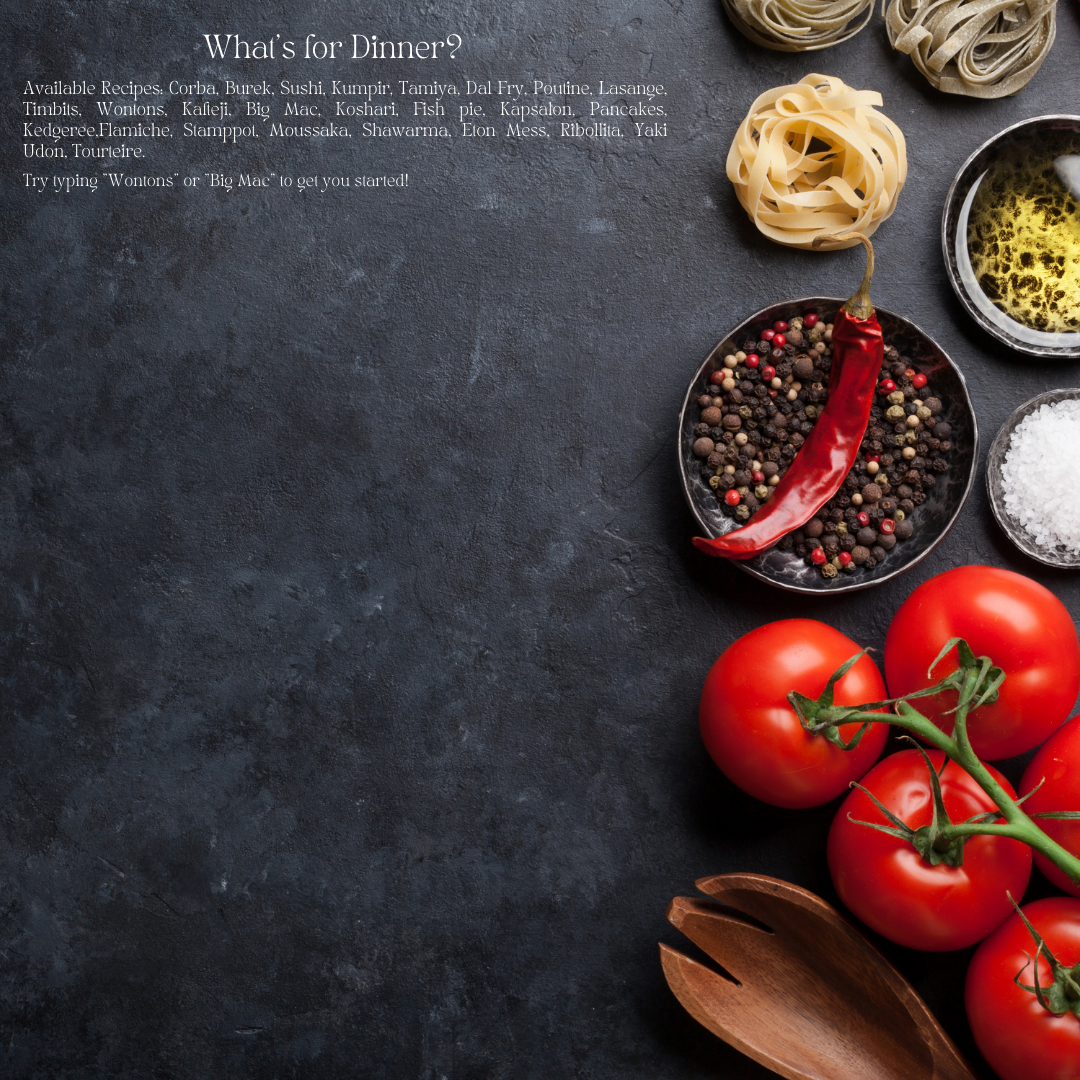 What's for Dinner?
Available Recipes: Corba, Burek, Sushi, Kumpir, Tamiya, Dal Fry, Poutine, Lasange,
Timbits, Wontons, Kafteji, Big Mac, Koshari, Fish pie, Kapsalon, Pancakes,
Kedgeree,Flamiche, Stamppot, Moussaka, Shawarma, Eton Mess, Ribollita, Yaki
Udon, Tourteire.
Try typing "Wontons" or "Big Mac" to get you started!